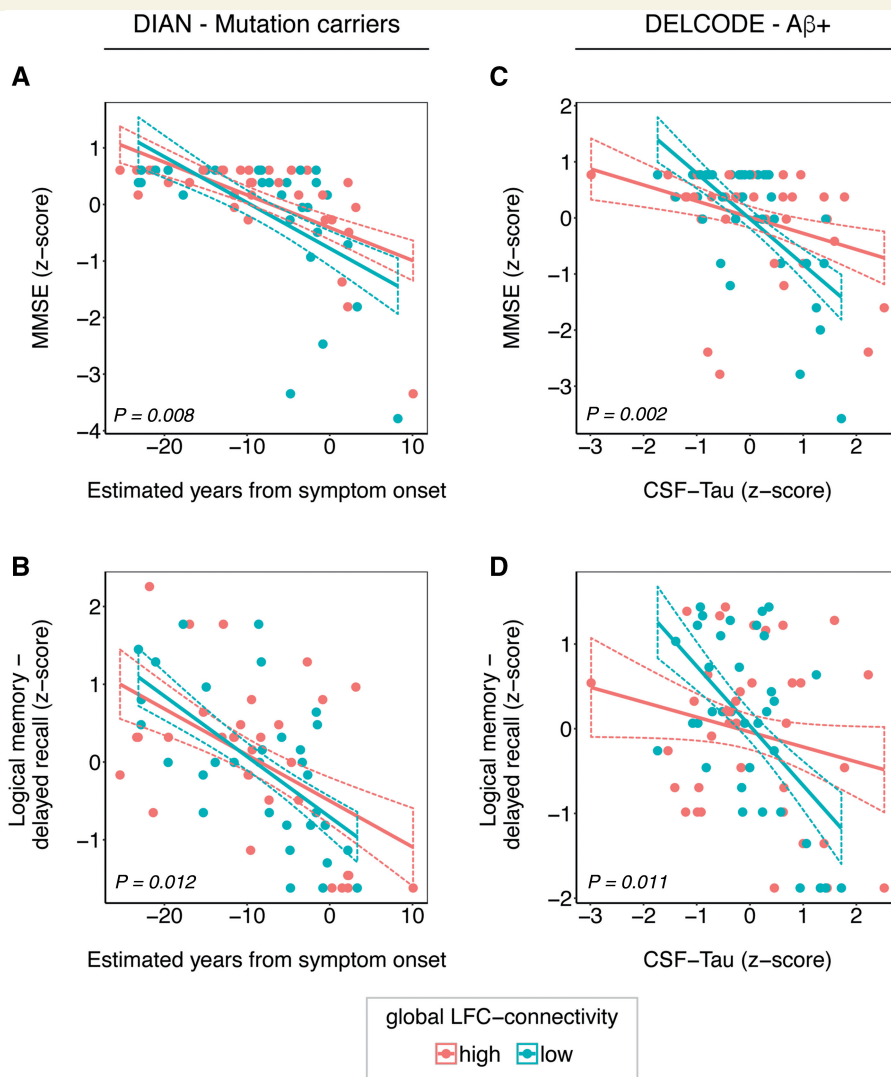 DIAN - Mutation carriers
DELCODE - Aβ+
A
MMSE (z−score)
1
0
−1
−2
−3
−4
P = 0.008
−20
−10
0
10
Estimated years from symptom onset
C
MMSE (z−score)
2
1
0
−1
−2
−3
P = 0.002
−3
−2
−1
0
1
2
CSF−Tau (z−score)
B
Logical memory −
delayed recall (z−score)
2
1
0
−1
P = 0.012
−20
−10
0
10
Estimated years from symptom onset
D
Logical memory −
delayed recall (z−score)
1
0
−1
−2
P = 0.011
−3
−2
−1
0
1
2
CSF−Tau (z−score)
global LFC−connectivity
high low